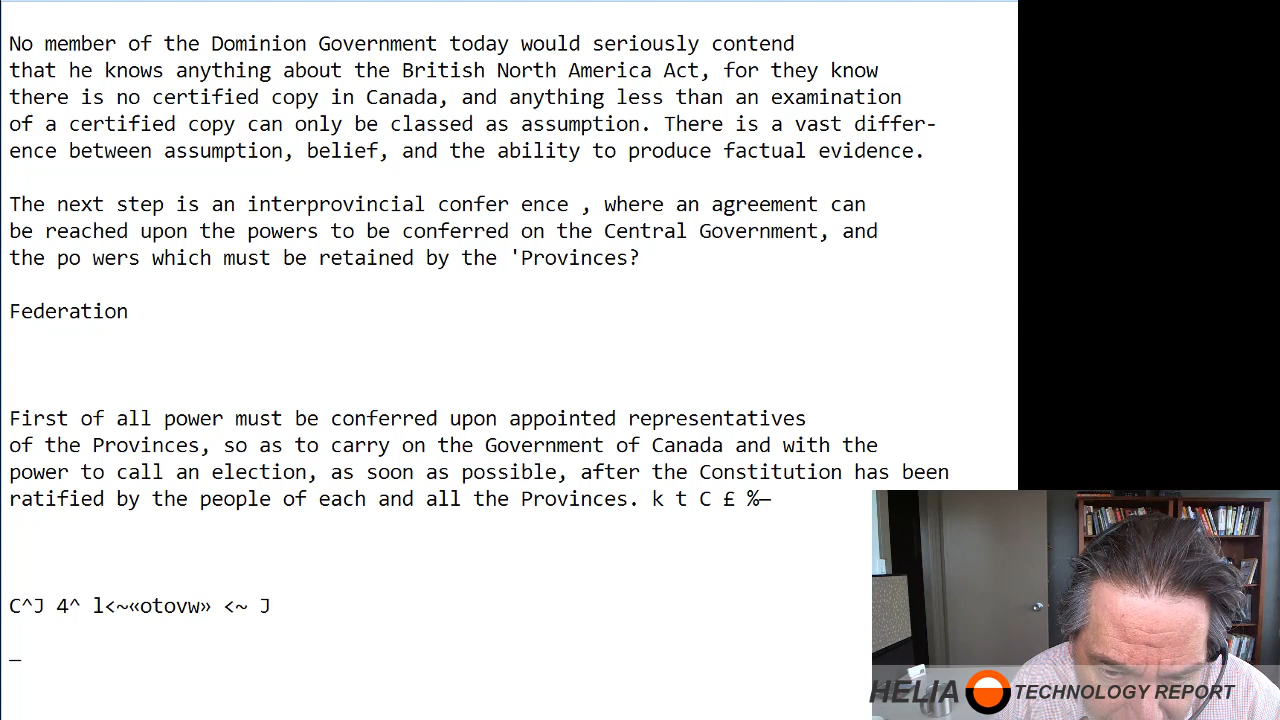 No member of the Dominion Government today would seriously contend
that he knows anything about the British North America Act, for they know
there is no certified copy in Canada, and anything less than an examination
of a certified copy can only be classed as assumption. There is a vast differ-
ence between assumption, belief, and the ability to produce factual evidence.
The next step is an interprovincial confer ence , where an agreement can
be reached upon the powers to be conferred on the Central Government, and
the po wers which must be retained by the 'Provinces?
Federation
First of all power must be conferred upon appointed representatives
of the Provinces, so as to carry on the Government of Canada and with the
power to call an election, as soon as possible, after the Constitution has been
ratified by the people of each and all the Provinces. k t C £ %—
C^J 4^ l<~«otovw» <~ J
—
HELIA TECHNOLOGY REPORT